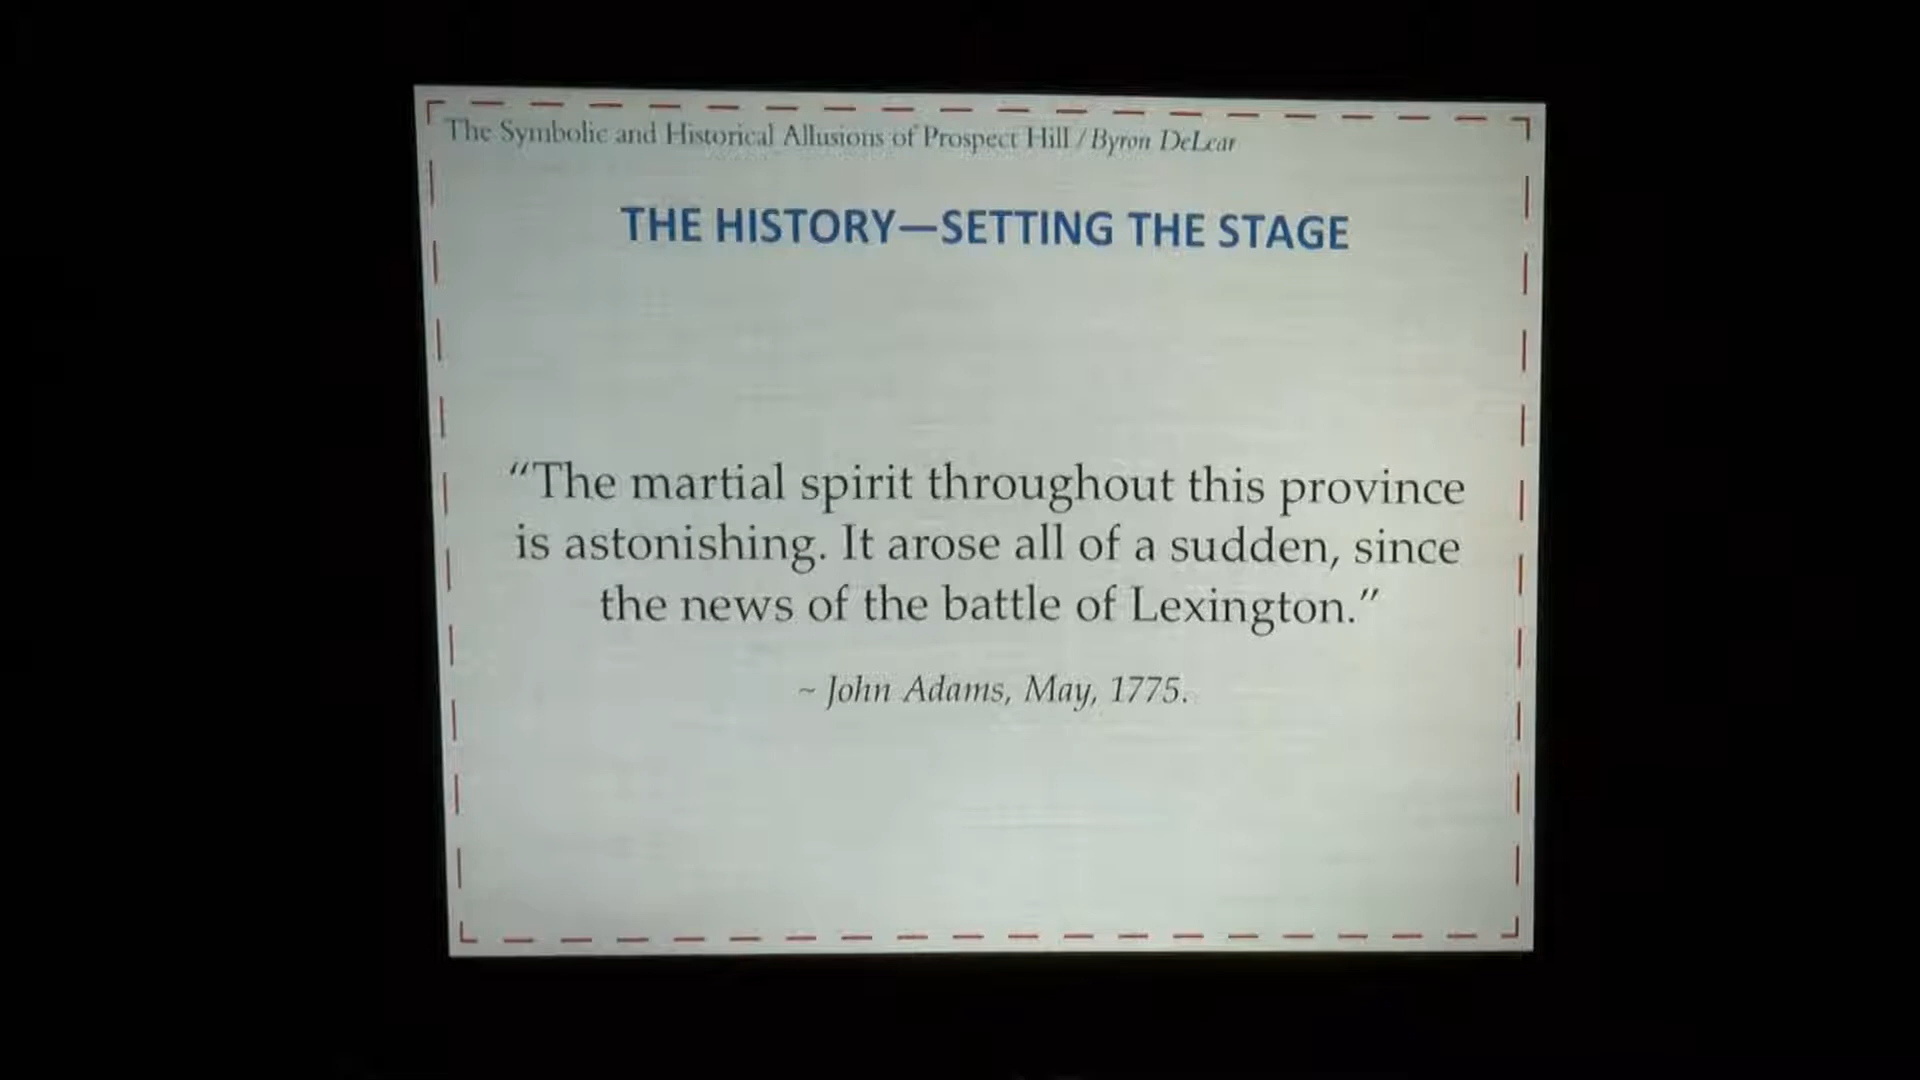 The Symbolic and Historical Allusions of Prospect Hill / Byron DeLear
THE HISTORY—SETTING THE STAGE
“The martial spirit throughout this province
is astonishing. It arose all of a sudden, since
the news of the battle of Lexington.”
~ John Adams, May, 1775.